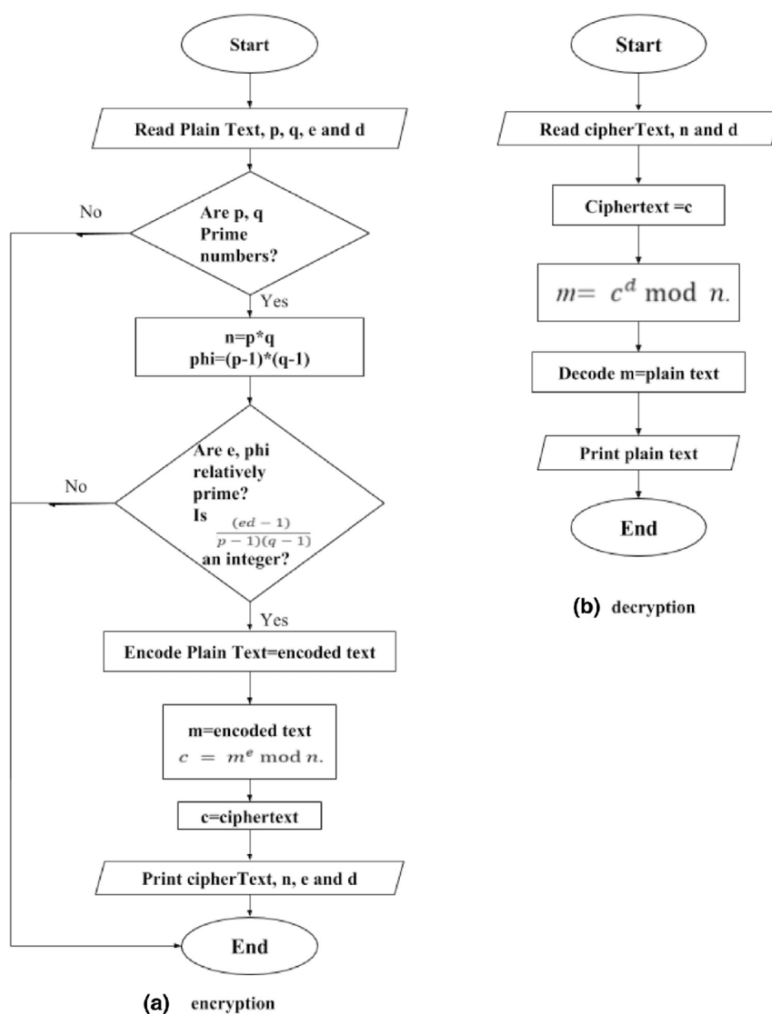 Start
Read Plain Text, p, q, e and d
No
Are p, q
Prime
numbers?
Yes
n=p*q
phi=(p-1)*(q-1)
No
Are e, phi
relatively
prime?
Is
(ed − 1)
p − 1)(q − 1)
an integer?
Yes
Encode Plain Text=encoded text
m=encoded text
c = m^e mod n.
c=ciphertext
Print cipherText, n, e and d
End
(a) encryption
Start
Read cipherText, n and d
Ciphertext =c
m= c^d mod n.
Decode m=plain text
Print plain text
End
(b) decryption